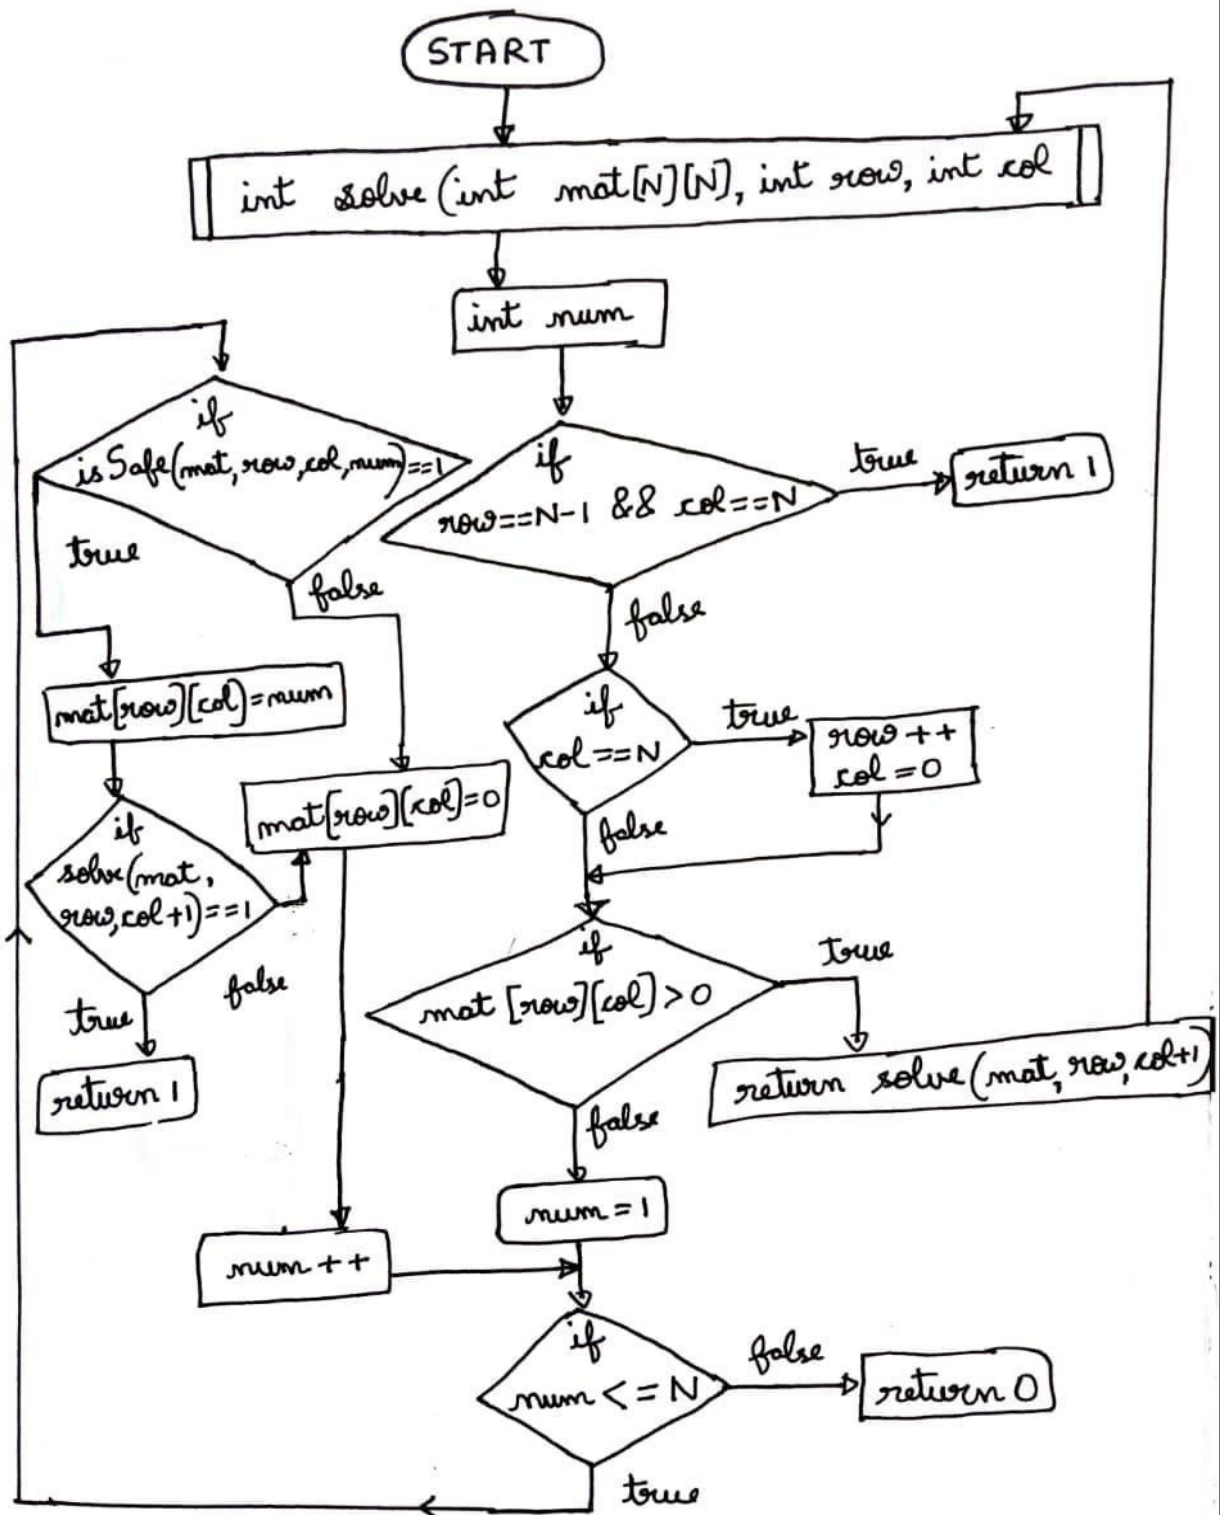 START
int solve (int mat[N][N], int row, int col
int num
if
isSafe(mat, row, col, num)==1
true
false
if
row==N-1 && col==N
true
return 1
false
mat[row][col]=num
if
col==N
true
row++
col=0
false
mat[row][col]=0
if
solve(mat,
row, col+1)==1
false
true
return 1
if
mat [row][col]>0
true
return solve(mat, row, col+1)
false
num=1
num++
if
num<=N
false
return 0
true